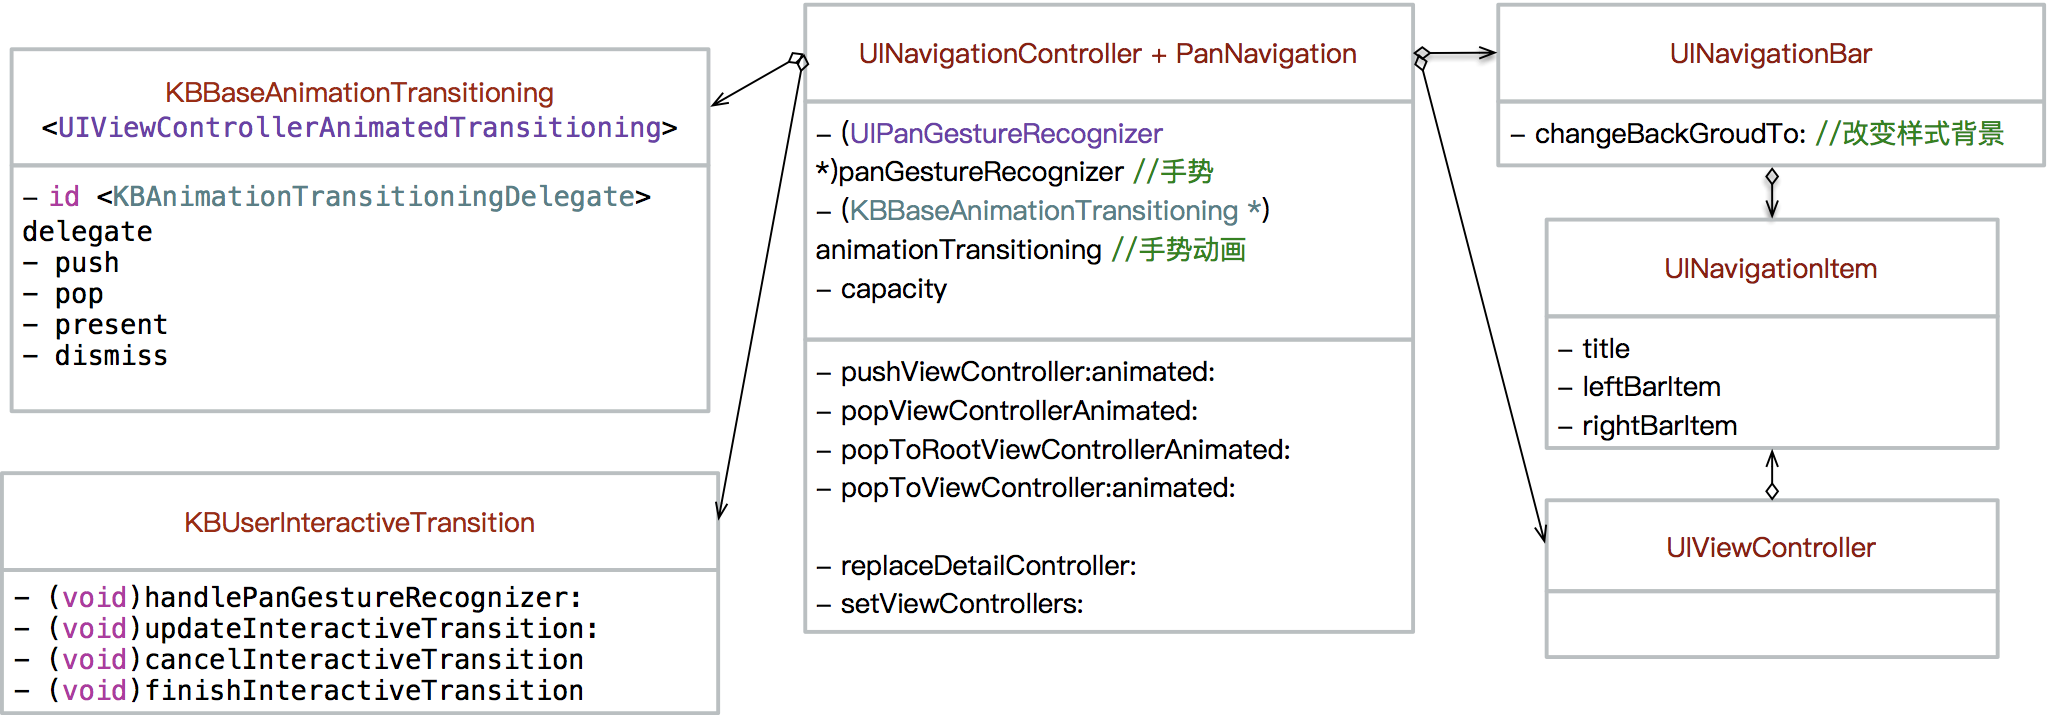 KBBaseAnimationTransitioning
<UIViewControllerAnimatedTransitioning>
– id <KBAnimationTransitioningDelegate>
delegate
– push
– pop
– present
– dismiss
KBUserInteractiveTransition
– (void)handlePanGestureRecognizer:
– (void)updateInteractiveTransition:
– (void)cancelInteractiveTransition
– (void)finishInteractiveTransition
UINavigationController + PanNavigation
– (UIPanGestureRecognizer
*)panGestureRecognizer //手势
– (KBBaseAnimationTransitioning *)
animationTransitioning //手势动画
– capacity
– pushViewController:animated:
– popViewControllerAnimated:
– popToRootViewControllerAnimated:
– popToViewController:animated:
– replaceDetailController:
– setViewControllers:
UINavigationBar
– changeBackGroudTo: //改变样式背景
UINavigationItem
– title
– leftBarItem
– rightBarItem
UIViewController